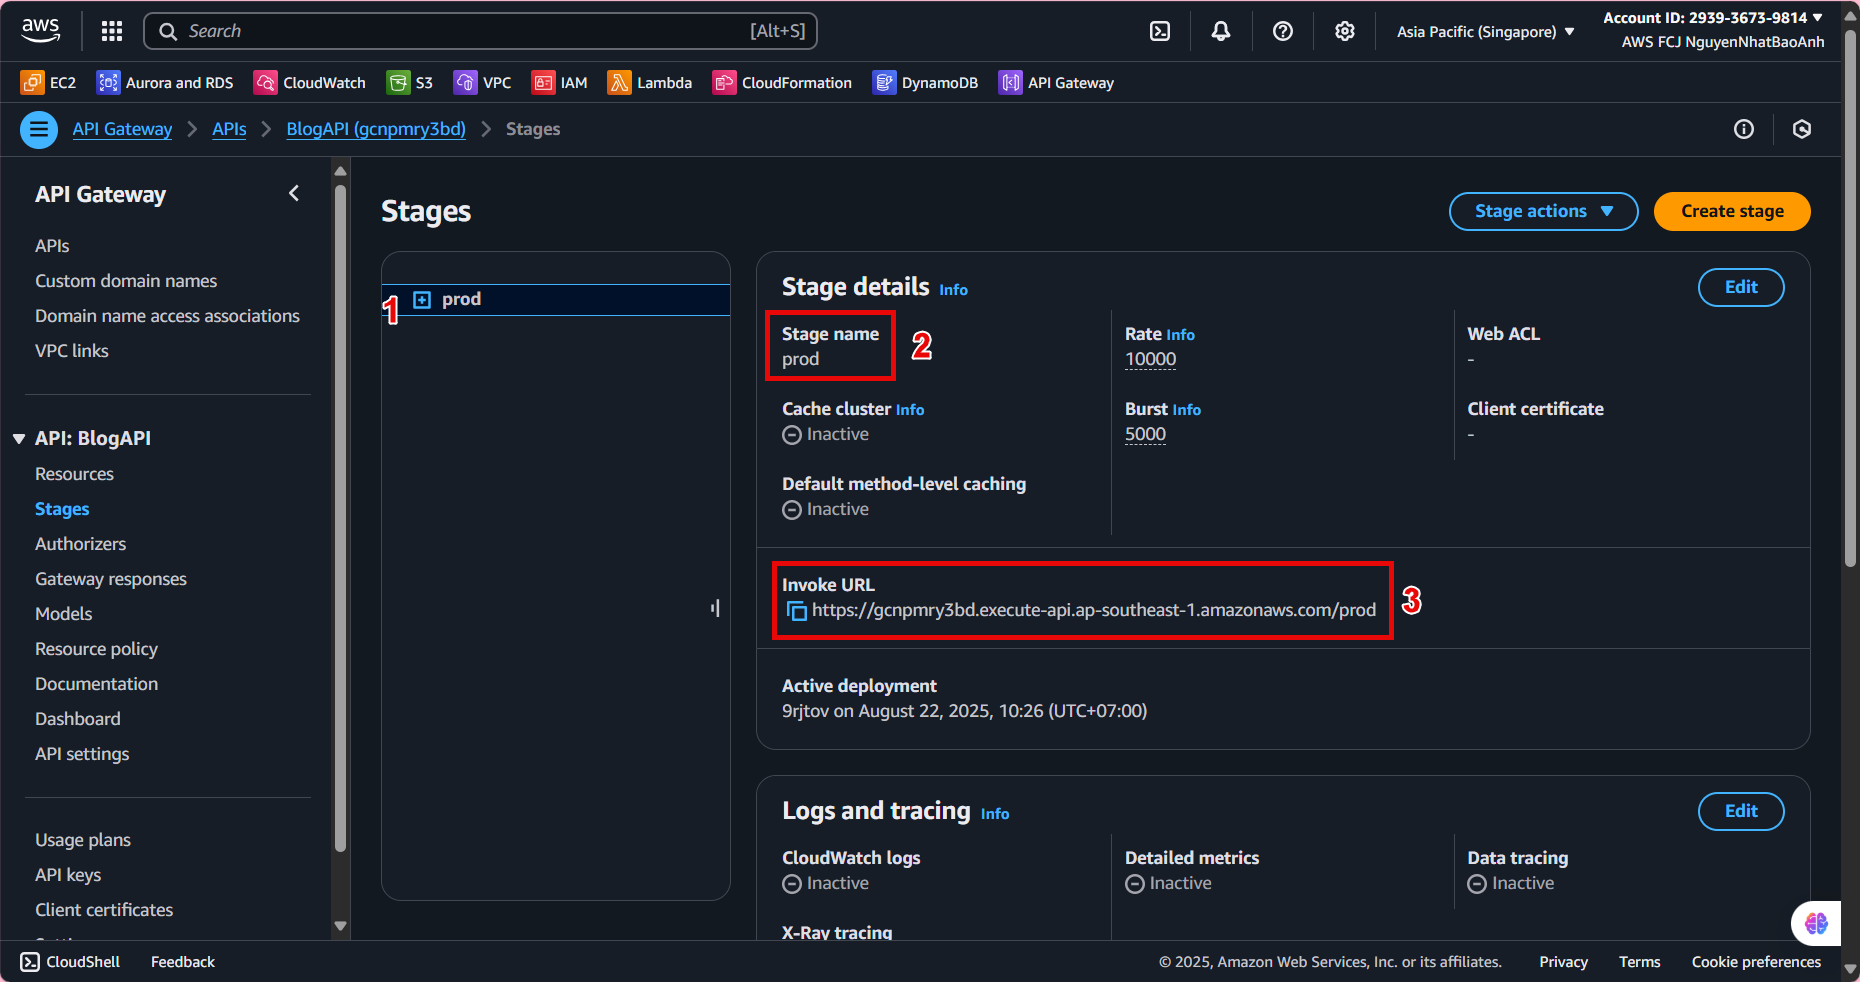 aws
Search
[Alt+S]
Asia Pacific (Singapore)
Account ID: 2939-3673-9814
AWS FCJ NguyenNhatBaoAnh
EC2
Aurora and RDS
CloudWatch
S3
VPC
IAM
Lambda
CloudFormation
DynamoDB
API Gateway
API Gateway
APIs
BlogAPI (gcnpmry3bd)
Stages
API Gateway
APIs
Custom domain names
Domain name access associations
VPC links
API: BlogAPI
Resources
Stages
Authorizers
Gateway responses
Models
Resource policy
Documentation
Dashboard
API settings
Usage plans
API keys
Client certificates
Stages
Stage actions
Create stage
1
prod
Stage details Info
Edit
Stage name
prod
2
Rate Info
10000
Web ACL
-
Cache cluster Info
Inactive
Burst Info
5000
Client certificate
-
Default method-level caching
Inactive
Invoke URL
https://gcnpmry3bd.execute-api.ap-southeast-1.amazonaws.com/prod
3
Active deployment
9rjtov on August 22, 2025, 10:26 (UTC+07:00)
Logs and tracing Info
Edit
CloudWatch logs
Inactive
Detailed metrics
Inactive
Data tracing
Inactive
X-Ray tracing
CloudShell
Feedback
© 2025, Amazon Web Services, Inc. or its affiliates.
Privacy
Terms
Cookie preferences